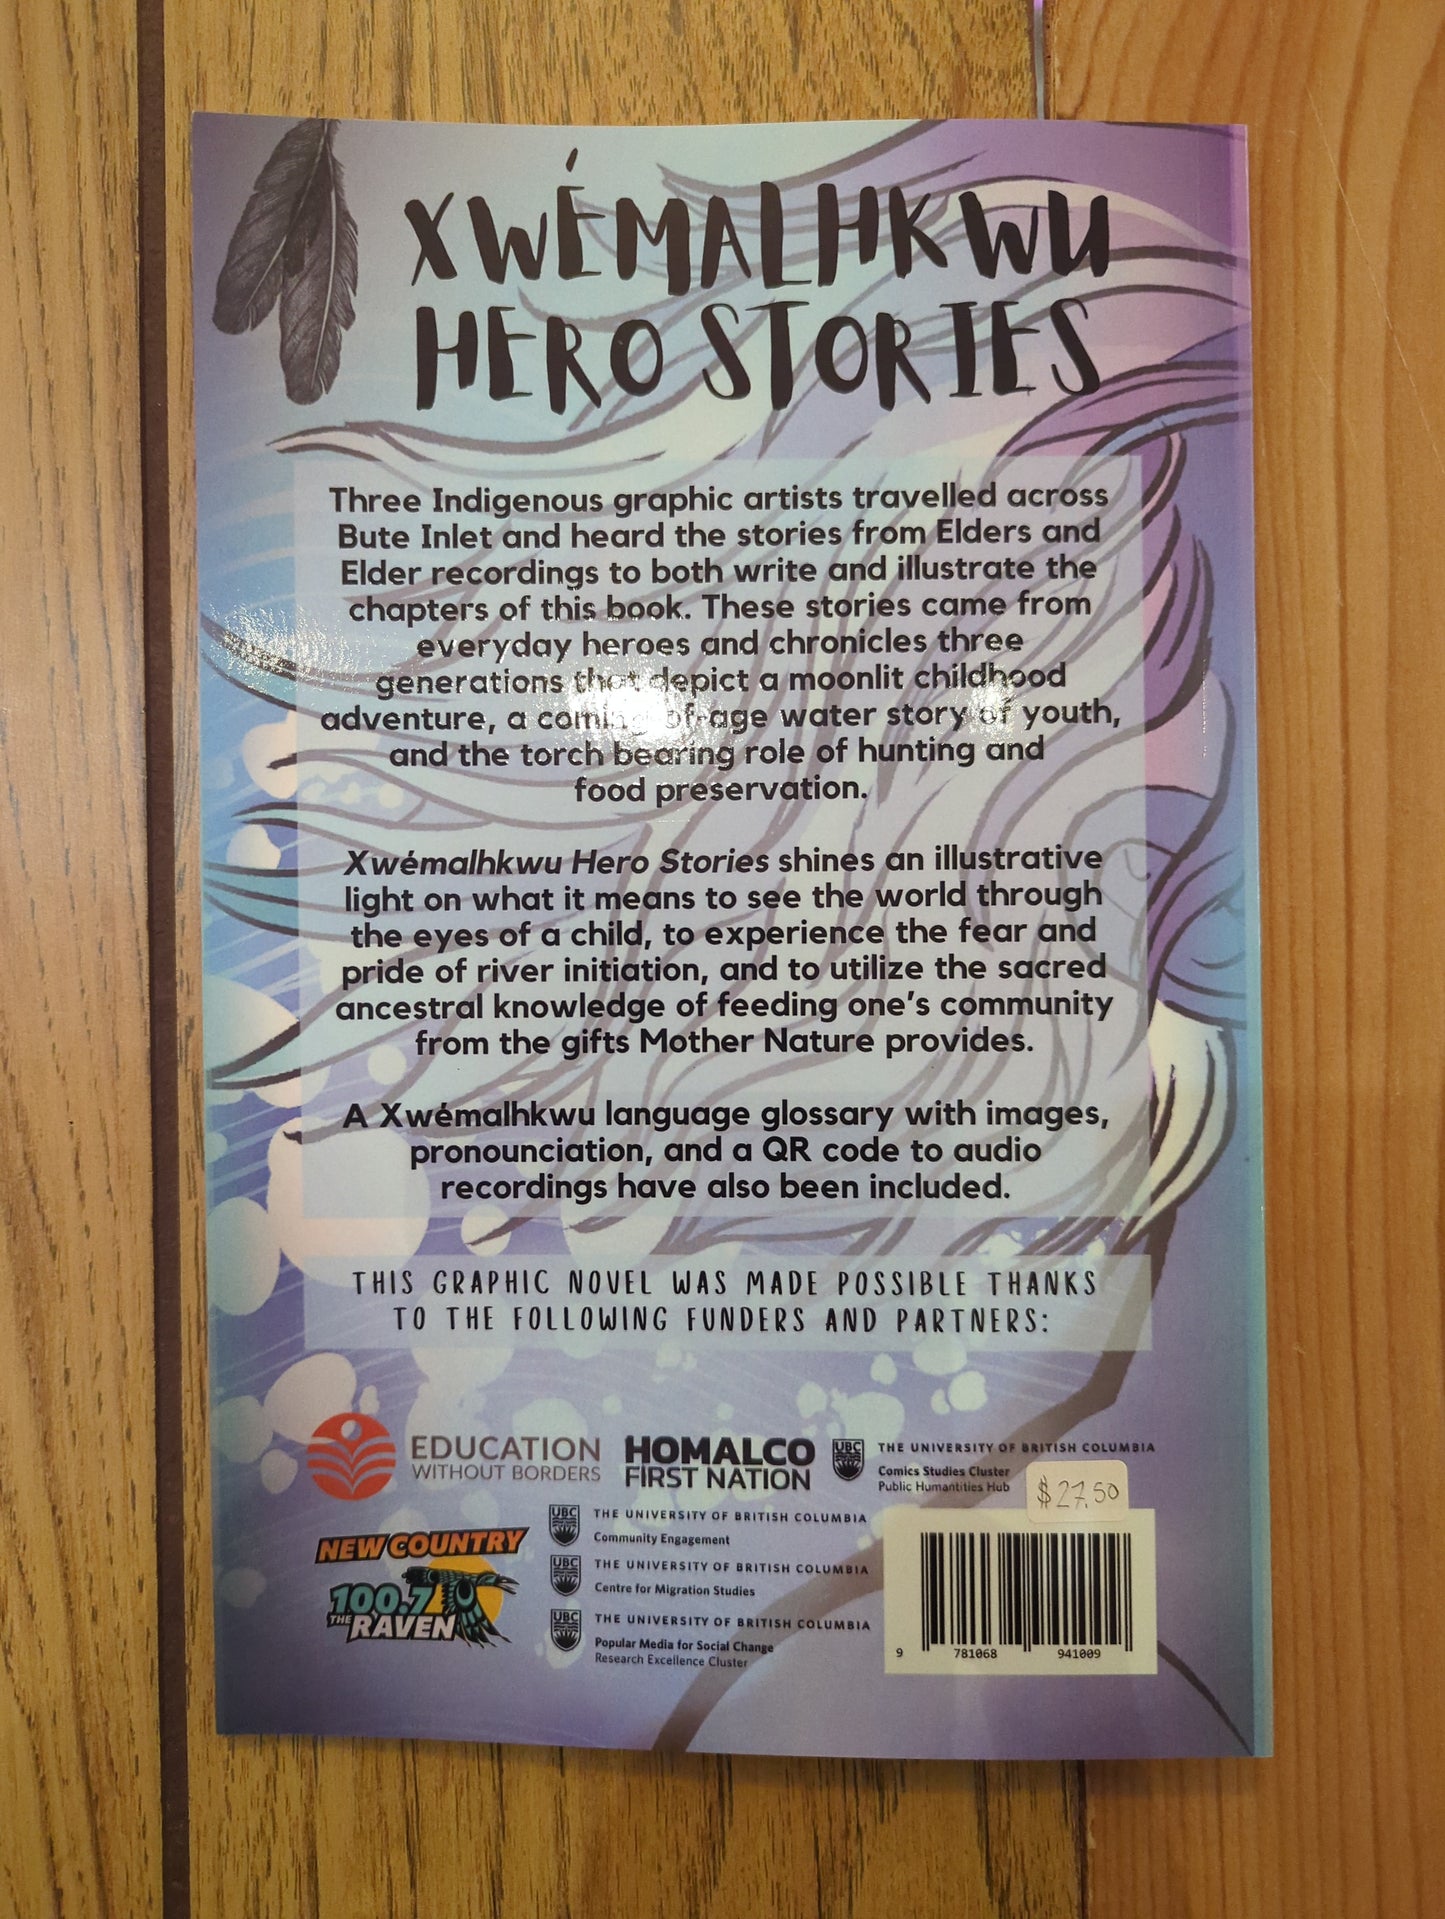 XWÉMALHKWU
HERO STORIES
Three Indigenous graphic artists travelled across
Bute Inlet and heard the stories from Elders and
Elder recordings to both write and illustrate the
chapters of this book. These stories came from
everyday heroes and chronicles three
generations that depict a moonlit childhood
adventure, a coming-of-age water story of youth,
and the torch bearing role of hunting and
food preservation.
Xwémalhkwu Hero Stories shines an illustrative
light on what it means to see the world through
the eyes of a child, to experience the fear and
pride of river initiation, and to utilize the sacred
ancestral knowledge of feeding one's community
from the gifts Mother Nature provides.
A Xwémalhkwu language glossary with images,
pronounciation, and a QR code to audio
recordings have also been included.
THIS GRAPHIC NOVEL WAS MADE POSSIBLE THANKS
TO THE FOLLOWING FUNDERS AND PARTNERS:
EDUCATION
WITHOUT BORDERS
HOMALCO
FIRST NATION
UBC
THE UNIVERSITY OF BRITISH COLUMBIA
Comics Studies Cluster
Public Humanities Hub
$27.50
NEW COUNTRY
100.7
THE RAVEN
UBC
THE UNIVERSITY OF BRITISH COLUMBIA
Community Engagement
UBC
THE UNIVERSITY OF BRITISH COLUMBIA
Centre for Migration Studies
UBC
THE UNIVERSITY OF BRITISH COLUMBIA
Popular Media for Social Change
Research Excellence Cluster
9 781068 941009